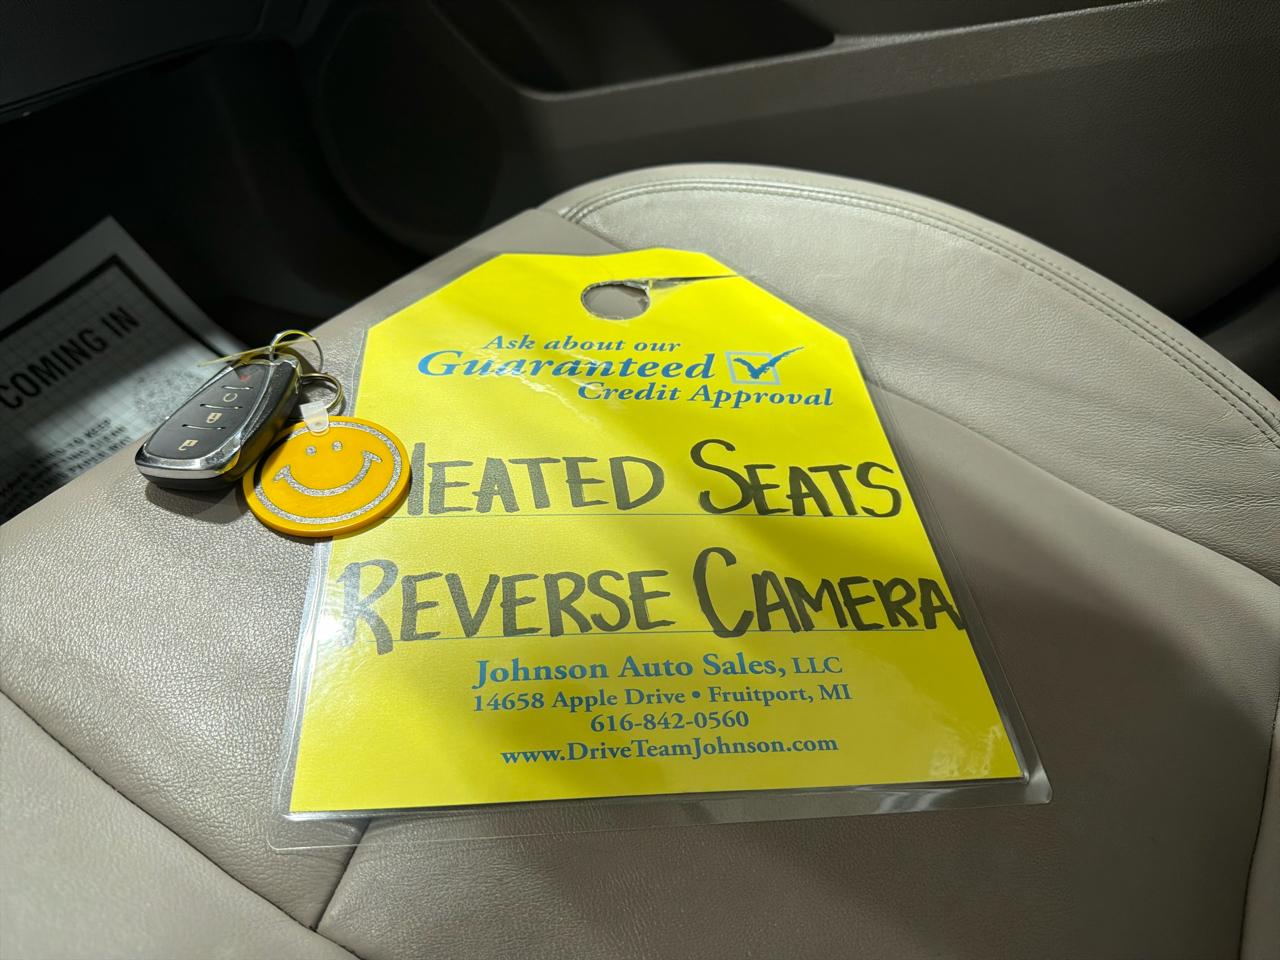 Ask about our
Guaranteed
Credit Approval
HEATED SEATS
REVERSE CAMERA
Johnson Auto Sales, LLC
14658 Apple Drive • Fruitport, MI
616-842-0560
www.DriveTeamJohnson.com
COMING IN